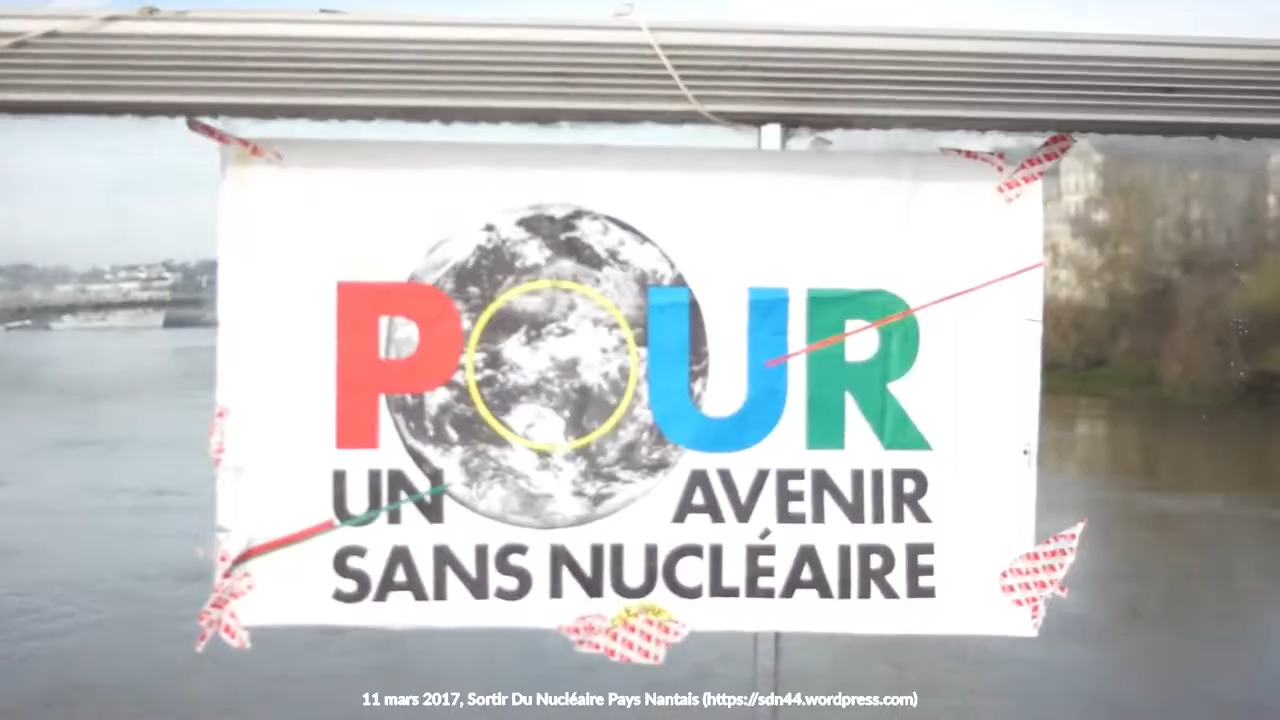 POUR
UN AVENIR
SANS NUCLÉAIRE
11 mars 2017, Sortir Du Nucléaire Pays Nantais (https://sdn44.wordpress.com)